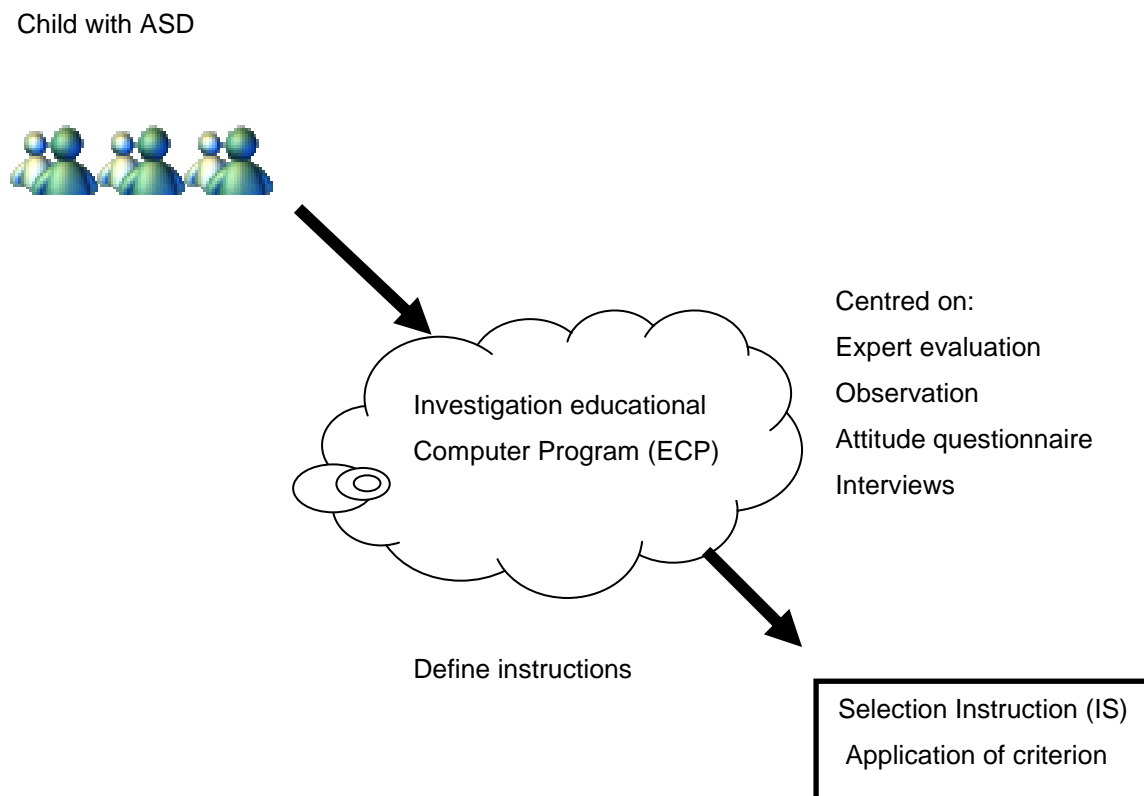 Child with ASD
Centred on:
Expert evaluation
Observation
Attitude questionnaire
Interviews
Investigation educational
Computer Program (ECP)
Define instructions
Selection Instruction (IS)
Application of criterion